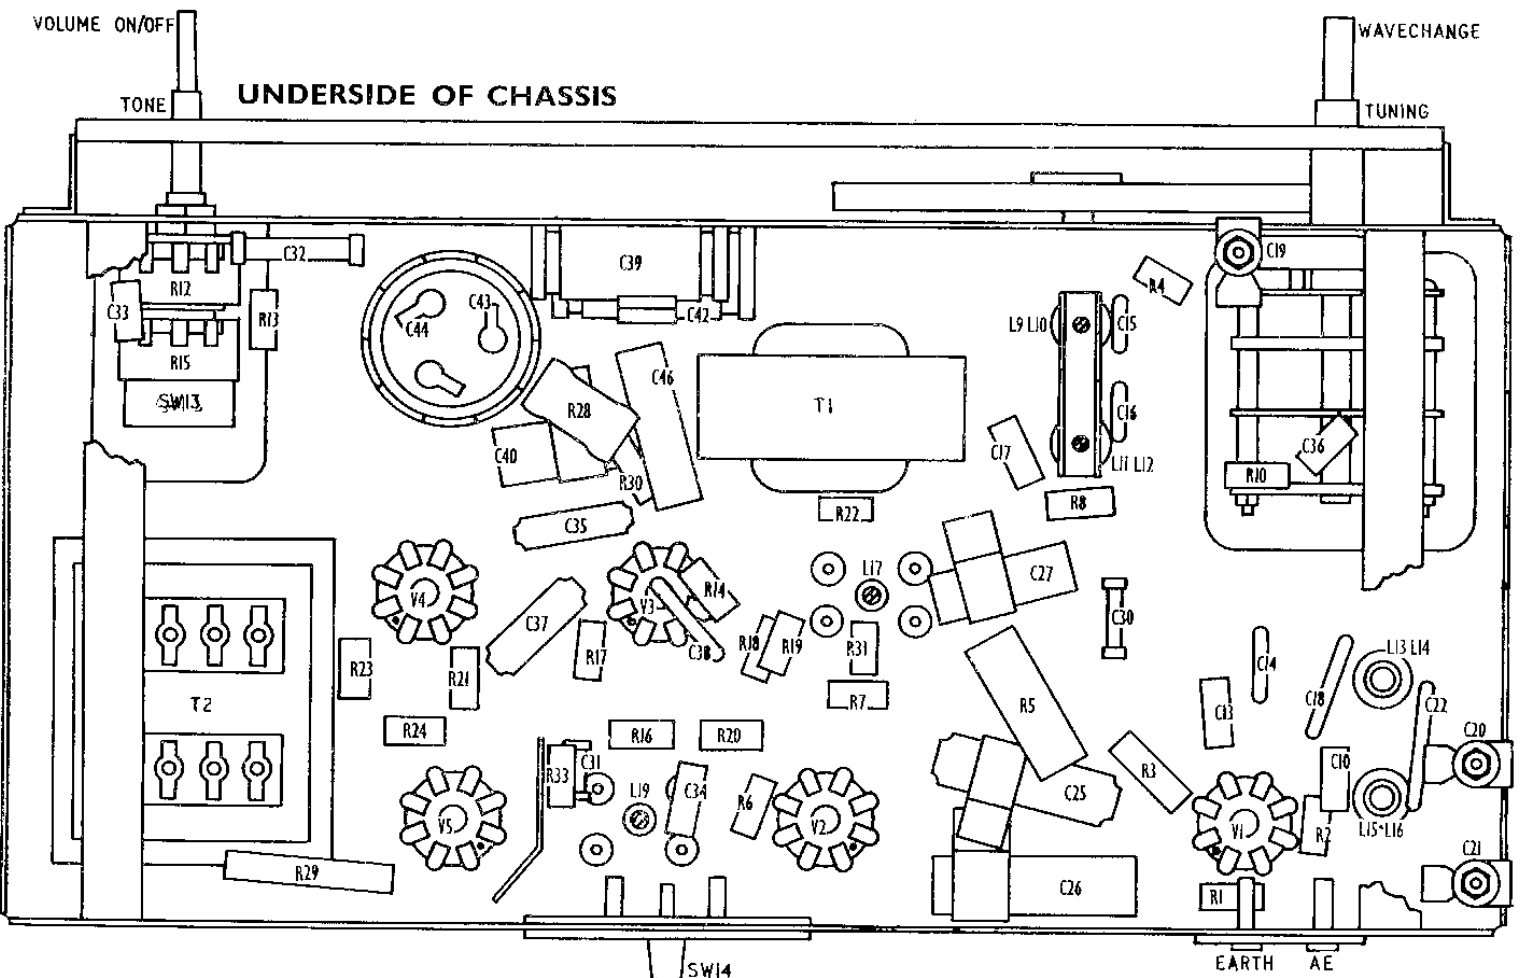 VOLUME ON/OFF
WAVECHANGE
TONE
UNDERSIDE OF CHASSIS
TUNING
C32
C39
C19
R12
C33
R13
C43
C44
C42
R4
L9 L10
C15
R15
SW13
C46
R28
T1
C16
C17
C36
C40
R30
L11 L12
R10
R22
R8
C35
L17
C27
V4
V3
R14
C37
C38
R18
R19
R31
C30
R23
R21
R17
C14
L13 L14
T2
R7
R5
C13
C18
C22
R24
R16
R20
C20
R33
C31
R3
C10
L19
C34
R6
C25
V5
V2
V1
R2
L15 L16
C21
R29
C26
R1
EARTH
AE
SW14